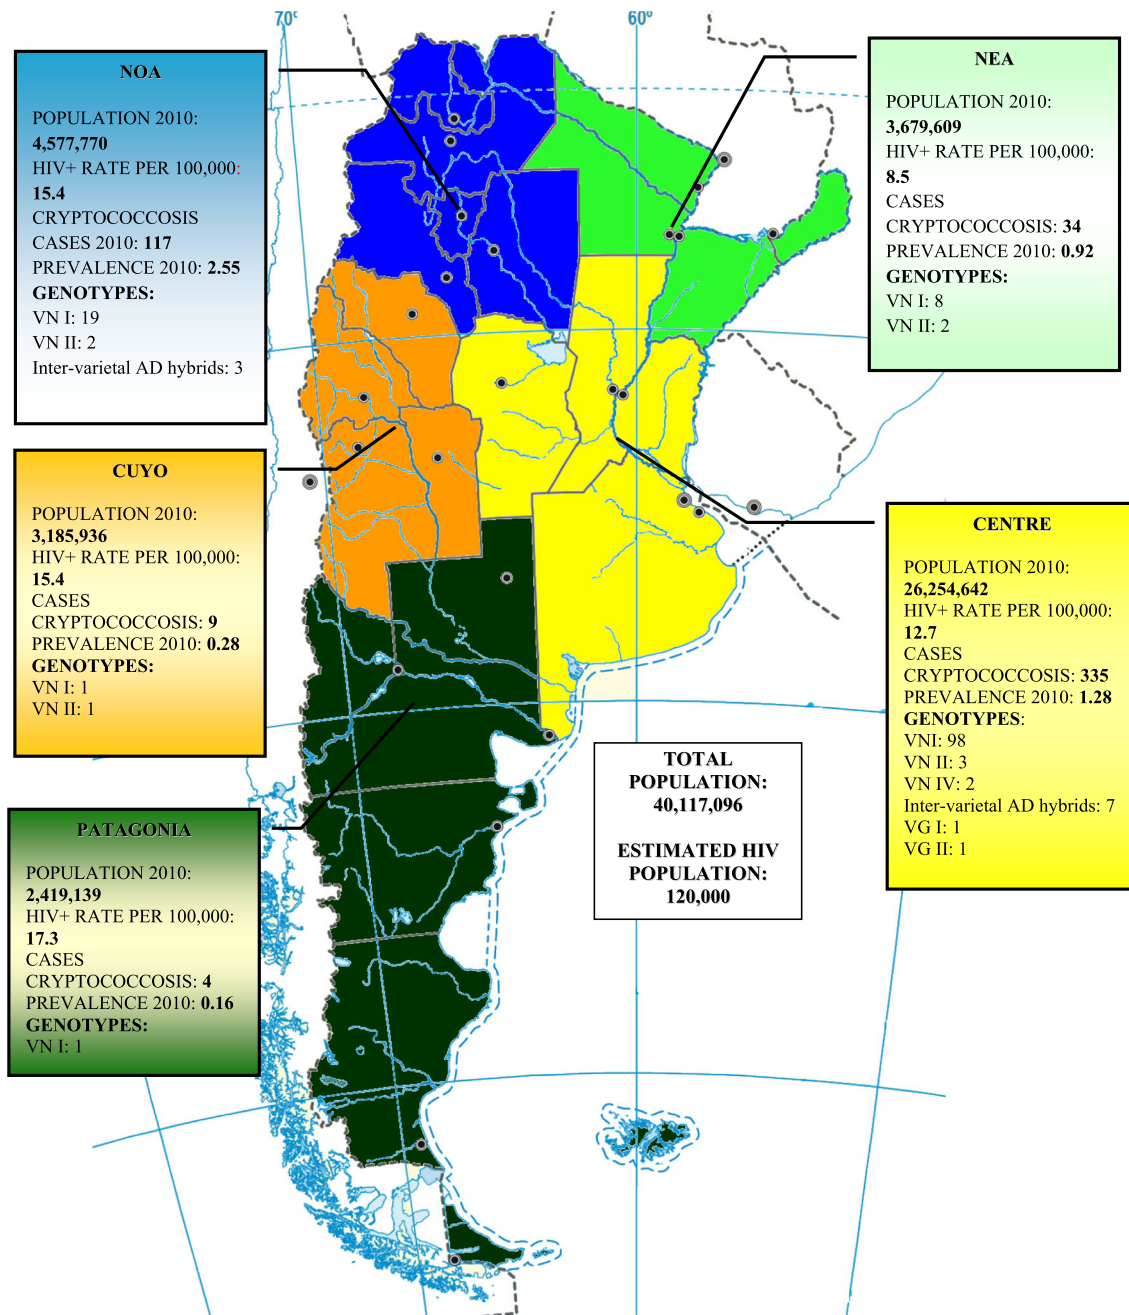 70º
60º
NOA
POPULATION 2010:
4,577,770
HIV+ RATE PER 100,000:
15.4
CRYPTOCOCCOSIS
CASES 2010: 117
PREVALENCE 2010: 2.55
GENOTYPES:
VN I: 19
VN II: 2
Inter-varietal AD hybrids: 3
NEA
POPULATION 2010:
3,679,609
HIV+ RATE PER 100,000:
8.5
CASES
CRYPTOCOCCOSIS: 34
PREVALENCE 2010: 0.92
GENOTYPES:
VN I: 8
VN II: 2
CUYO
POPULATION 2010:
3,185,936
HIV+ RATE PER 100,000:
15.4
CASES
CRYPTOCOCCOSIS: 9
PREVALENCE 2010: 0.28
GENOTYPES:
VN I: 1
VN II: 1
CENTRE
POPULATION 2010:
26,254,642
HIV+ RATE PER 100,000:
12.7
CASES
CRYPTOCOCCOSIS: 335
PREVALENCE 2010: 1.28
GENOTYPES:
VNI: 98
VN II: 3
VN IV: 2
Inter-varietal AD hybrids: 7
VG I: 1
VG II: 1
TOTAL
POPULATION:
40,117,096
ESTIMATED HIV
POPULATION:
120,000
PATAGONIA
POPULATION 2010:
2,419,139
HIV+ RATE PER 100,000:
17.3
CASES
CRYPTOCOCCOSIS: 4
PREVALENCE 2010: 0.16
GENOTYPES:
VN I: 1